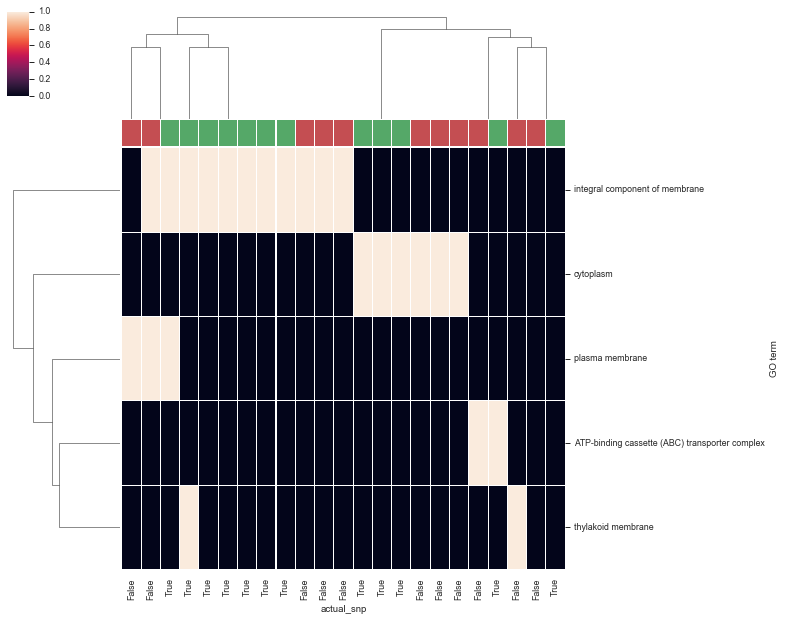 1.0
0.8
0.6
0.4
0.2
0.0
integral component of membrane
cytoplasm
plasma membrane
GO term
ATP-binding cassette (ABC) transporter complex
thylakoid membrane
False
False
True
True
True
True
True
True
True
False
False
False
True
True
True
False
False
False
False
True
False
False
True
actual_snp